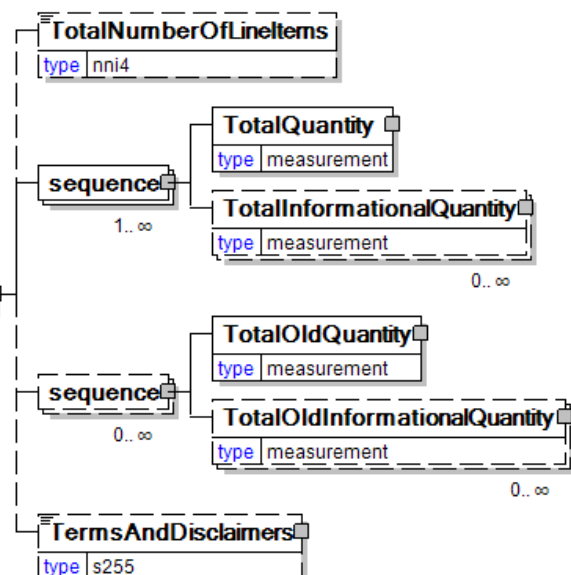 TotalNumberOfLineItems
type nni4
TotalQuantity
type measurement
sequence
1.. ∞
TotalInformationalQuantity
type measurement
0.. ∞
TotalOldQuantity
type measurement
sequence
0.. ∞
TotalOldInformationalQuantity
type measurement
0.. ∞
TermsAndDisclaimers
type s255